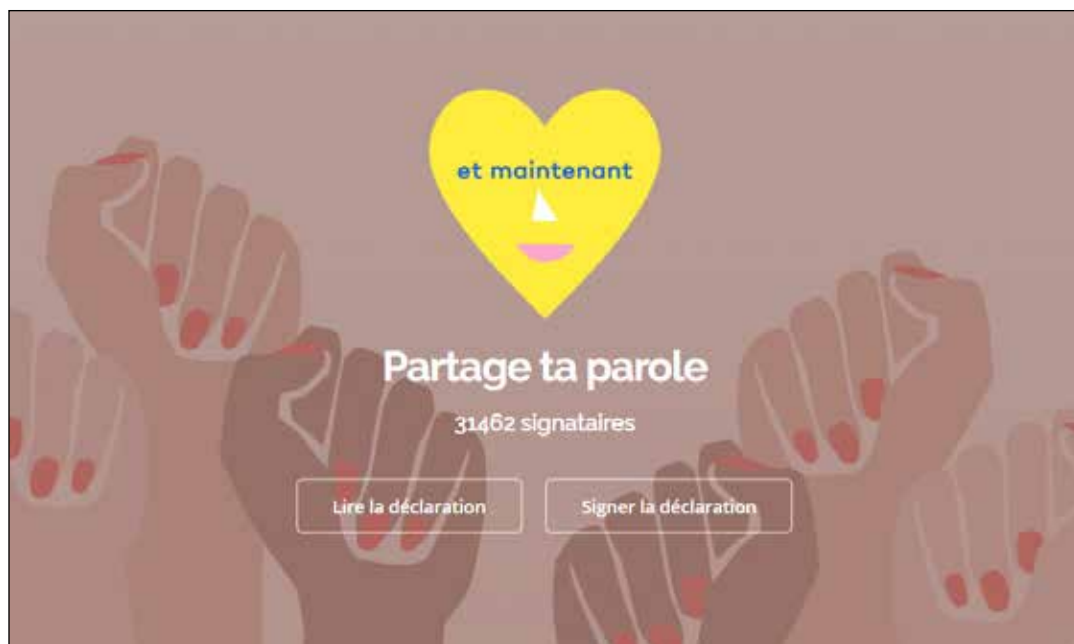 et maintenant
Partage ta parole
31462 signataires
Lire la déclaration
Signer la déclaration